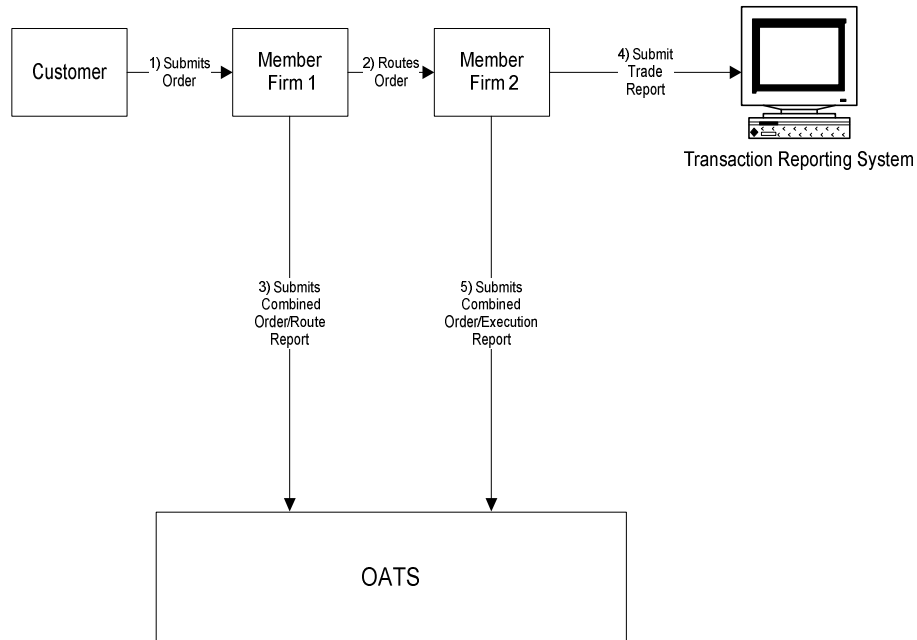 Customer
1) Submits
Order
Member
Firm 1
2) Routes
Order
Member
Firm 2
4) Submit
Trade
Report
Transaction Reporting System
3) Submits
Combined
Order/Route
Report
5) Submits
Combined
Order/Execution
Report
OATS